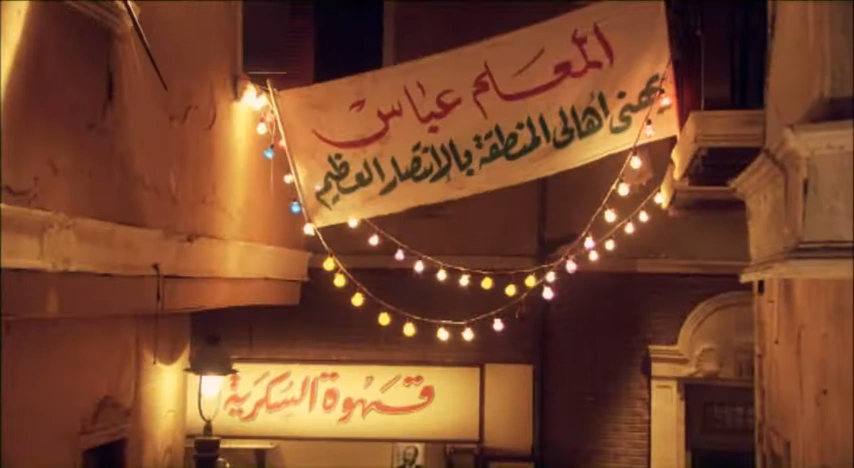 المعلم عباس
يهنئ أهالى المنطقة بالانتصار العظيم
قهوة السكرية